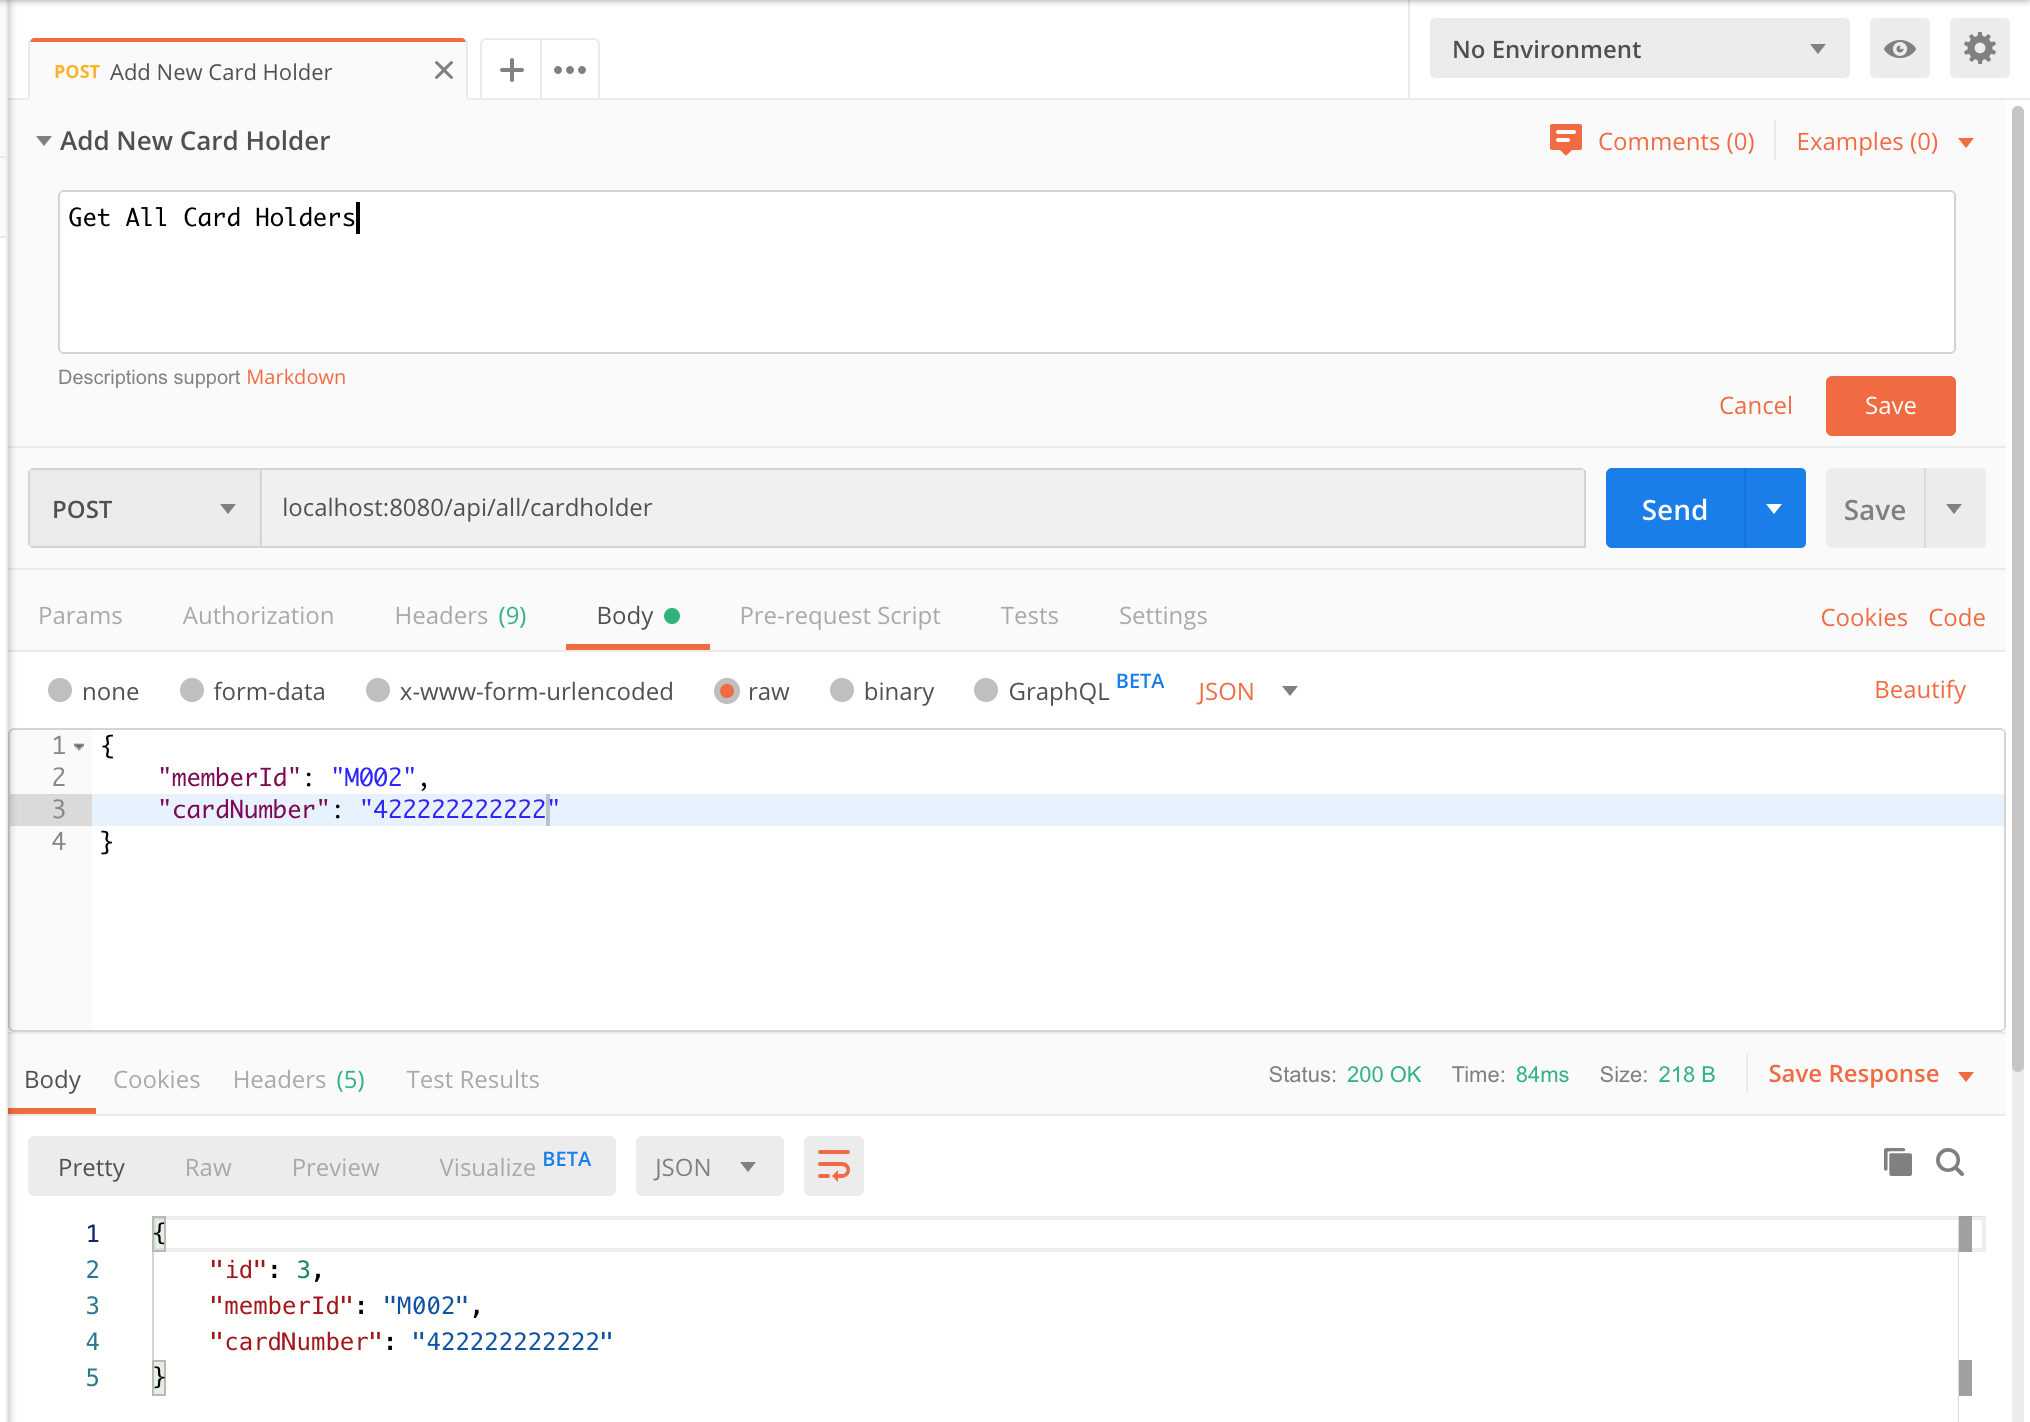 POST Add New Card Holder
No Environment
Add New Card Holder
Comments (0) Examples (0)
Get All Card Holders
Descriptions support Markdown
Cancel Save
POST localhost:8080/api/all/cardholder Send Save
Params Authorization Headers (9) Body Pre-request Script Tests Settings Cookies Code
none form-data x-www-form-urlencoded raw binary GraphQL BETA JSON Beautify
1 {
2 "memberId": "M002",
3 "cardNumber": "422222222222"
4 }
Body Cookies Headers (5) Test Results Status: 200 OK Time: 84ms Size: 218 B Save Response
Pretty Raw Preview Visualize BETA JSON
1 {
2 "id": 3,
3 "memberId": "M002",
4 "cardNumber": "422222222222"
5 }